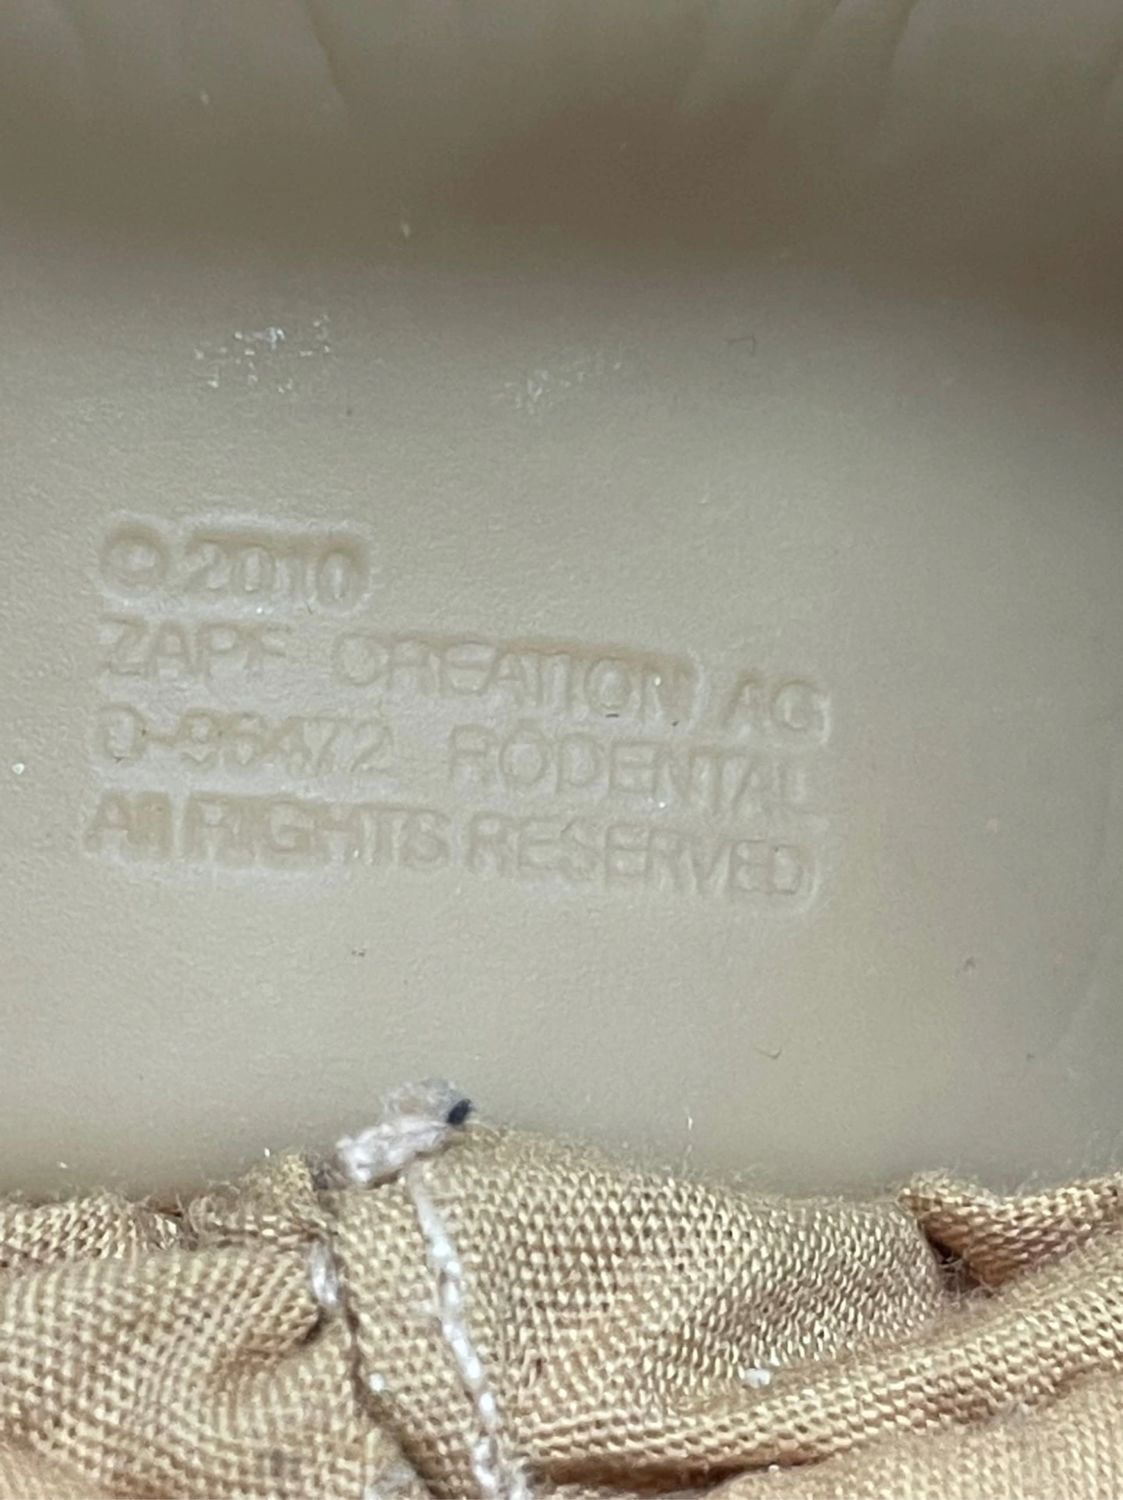 © 2010
ZAPF CREATION AG
D-96472 RÖDENTAL
All RIGHTS RESERVED